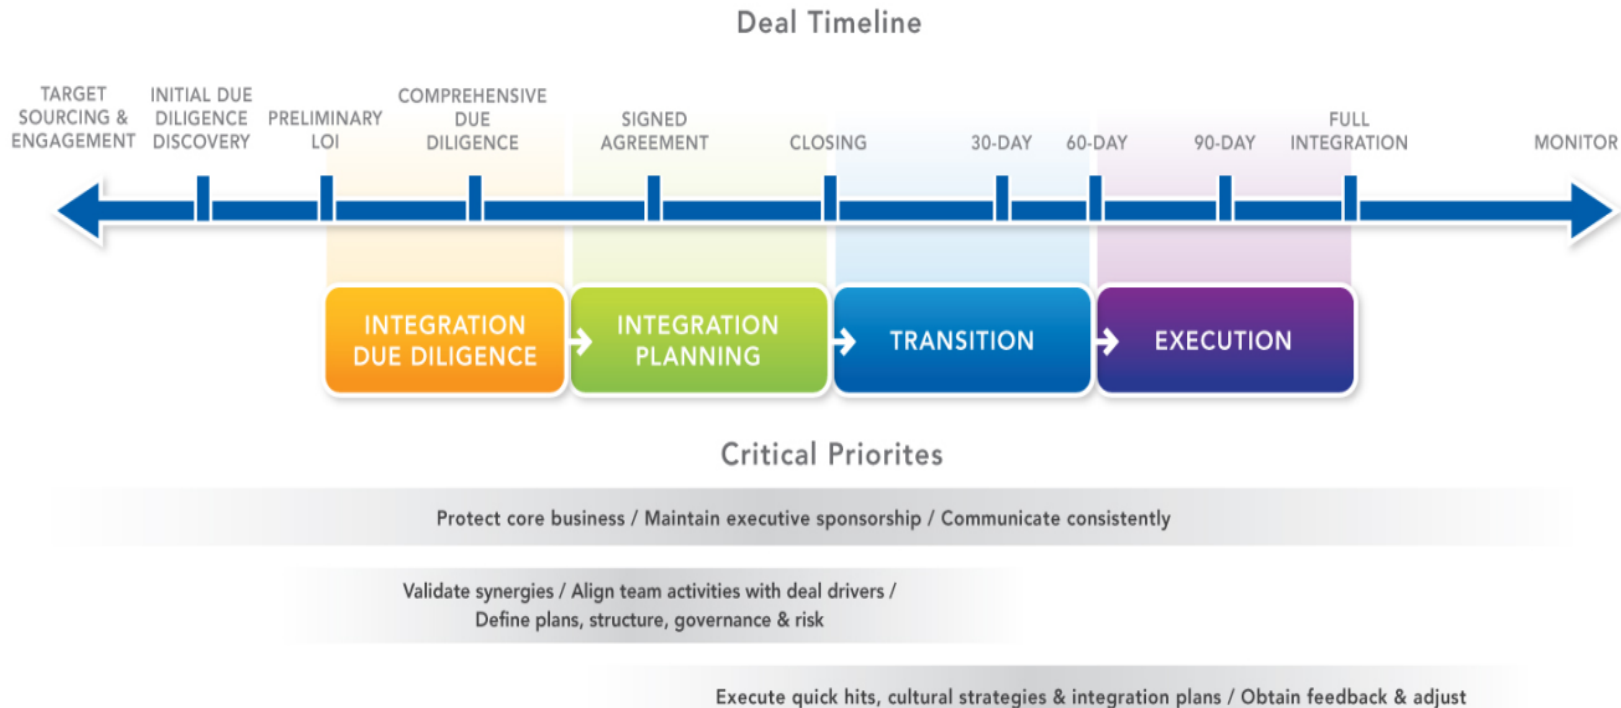 Deal Timeline
TARGET
SOURCING &
ENGAGEMENT
INITIAL DUE
DILIGENCE
DISCOVERY
PRELIMINARY
LOI
COMPREHENSIVE
DUE
DILIGENCE
SIGNED
AGREEMENT
CLOSING
30-DAY
60-DAY
90-DAY
FULL
INTEGRATION
MONITOR
INTEGRATION
DUE DILIGENCE
INTEGRATION
PLANNING
TRANSITION
EXECUTION
Critical Priorites
Protect core business / Maintain executive sponsorship / Communicate consistently
Validate synergies / Align team activities with deal drivers /
Define plans, structure, governance & risk
Execute quick hits, cultural strategies & integration plans / Obtain feedback & adjust